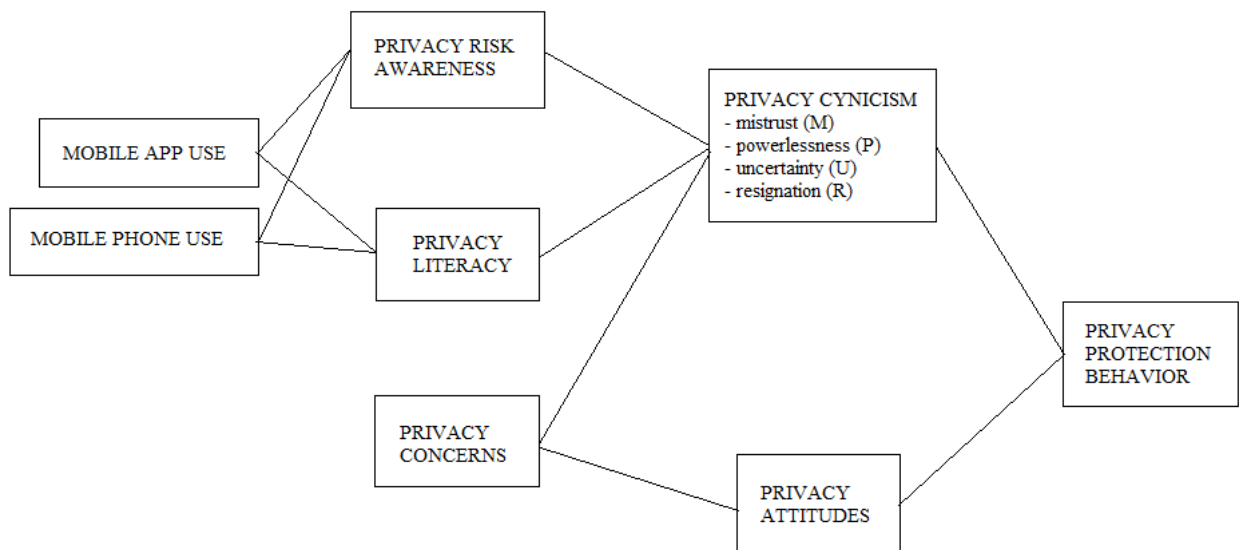 PRIVACY RISK
AWARENESS
MOBILE APP USE
MOBILE PHONE USE
PRIVACY
LITERACY
PRIVACY
CONCERNS
PRIVACY CYNICISM
- mistrust (M)
- powerlessness (P)
- uncertainty (U)
- resignation (R)
PRIVACY
ATTITUDES
PRIVACY
PROTECTION
BEHAVIOR